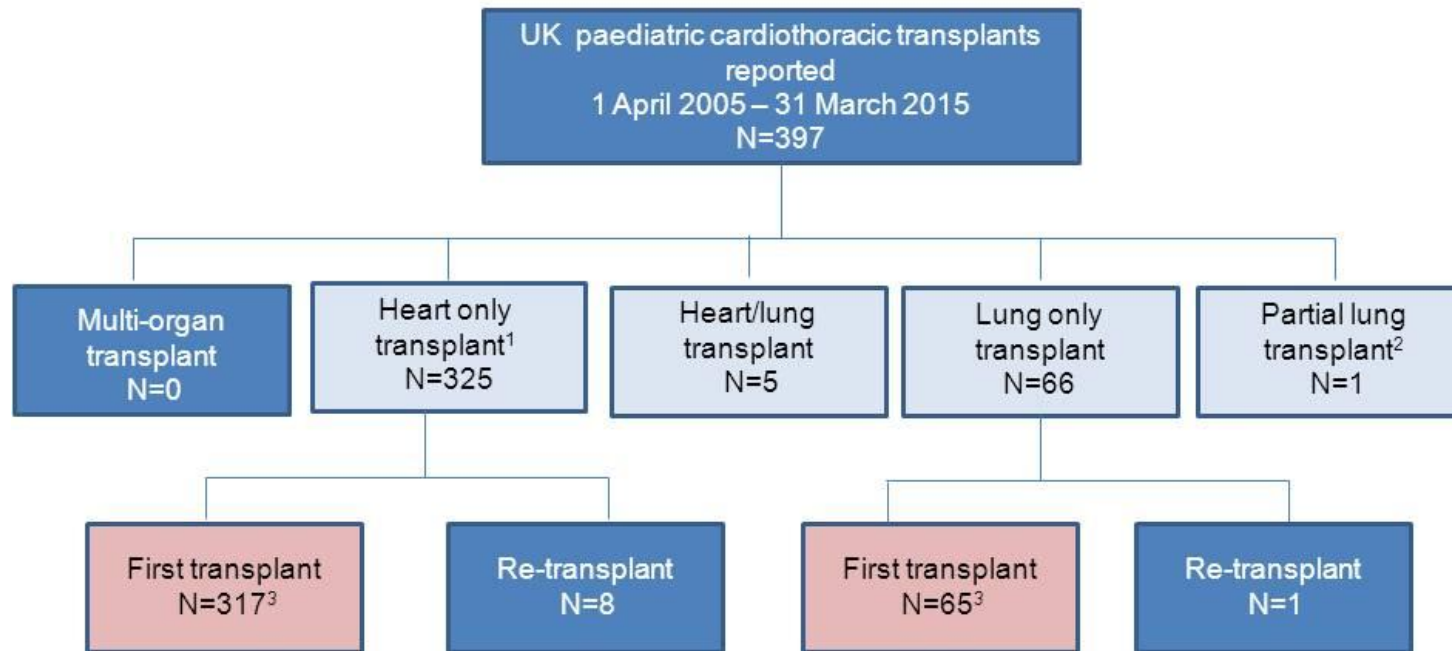 UK paediatric cardiothoracic transplants
reported
1 April 2005 – 31 March 2015
N=397
Multi-organ
transplant
N=0
Heart only
transplant¹
N=325
Heart/lung
transplant
N=5
Lung only
transplant
N=66
Partial lung
transplant²
N=1
First transplant
N=317³
Re-transplant
N=8
First transplant
N=65³
Re-transplant
N=1